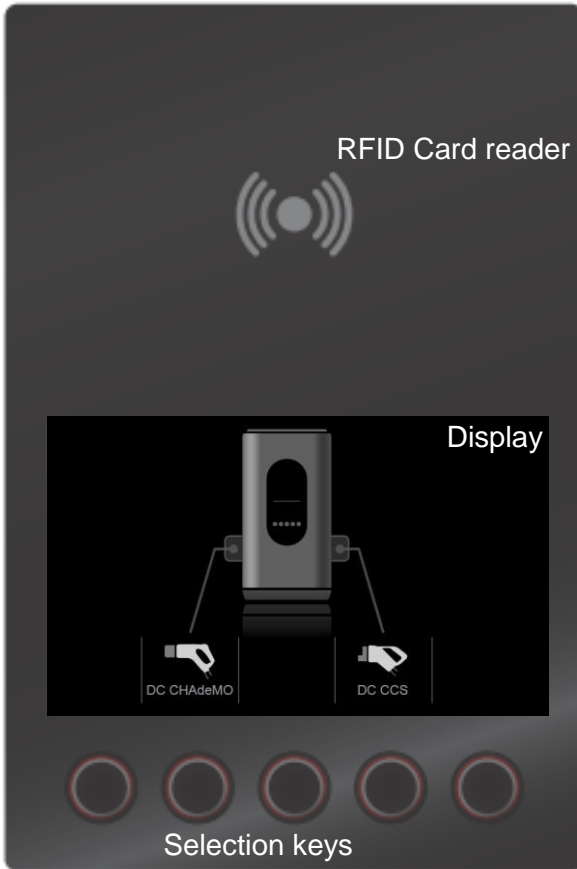 RFID Card reader
Display
DC CHAdeMO
DC CCS
Selection keys